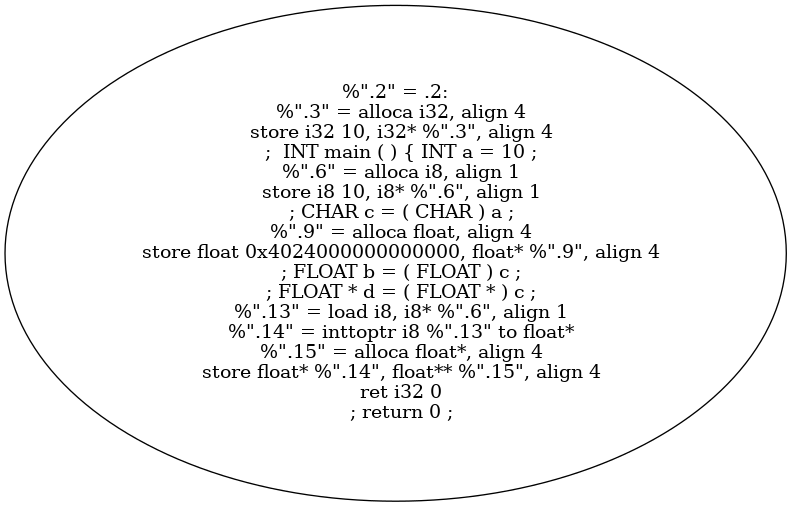 %".2" = .2:
%".3" = alloca i32, align 4
store i32 10, i32* %".3", align 4
;  INT main ( ) { INT a = 10 ;
%".6" = alloca i8, align 1
store i8 10, i8* %".6", align 1
; CHAR c = ( CHAR ) a ;
%".9" = alloca float, align 4
store float 0x4024000000000000, float* %".9", align 4
; FLOAT b = ( FLOAT ) c ;
; FLOAT * d = ( FLOAT * ) c ;
%".13" = load i8, i8* %".6", align 1
%".14" = inttoptr i8 %".13" to float*
%".15" = alloca float*, align 4
store float* %".14", float** %".15", align 4
ret i32 0
; return 0 ;